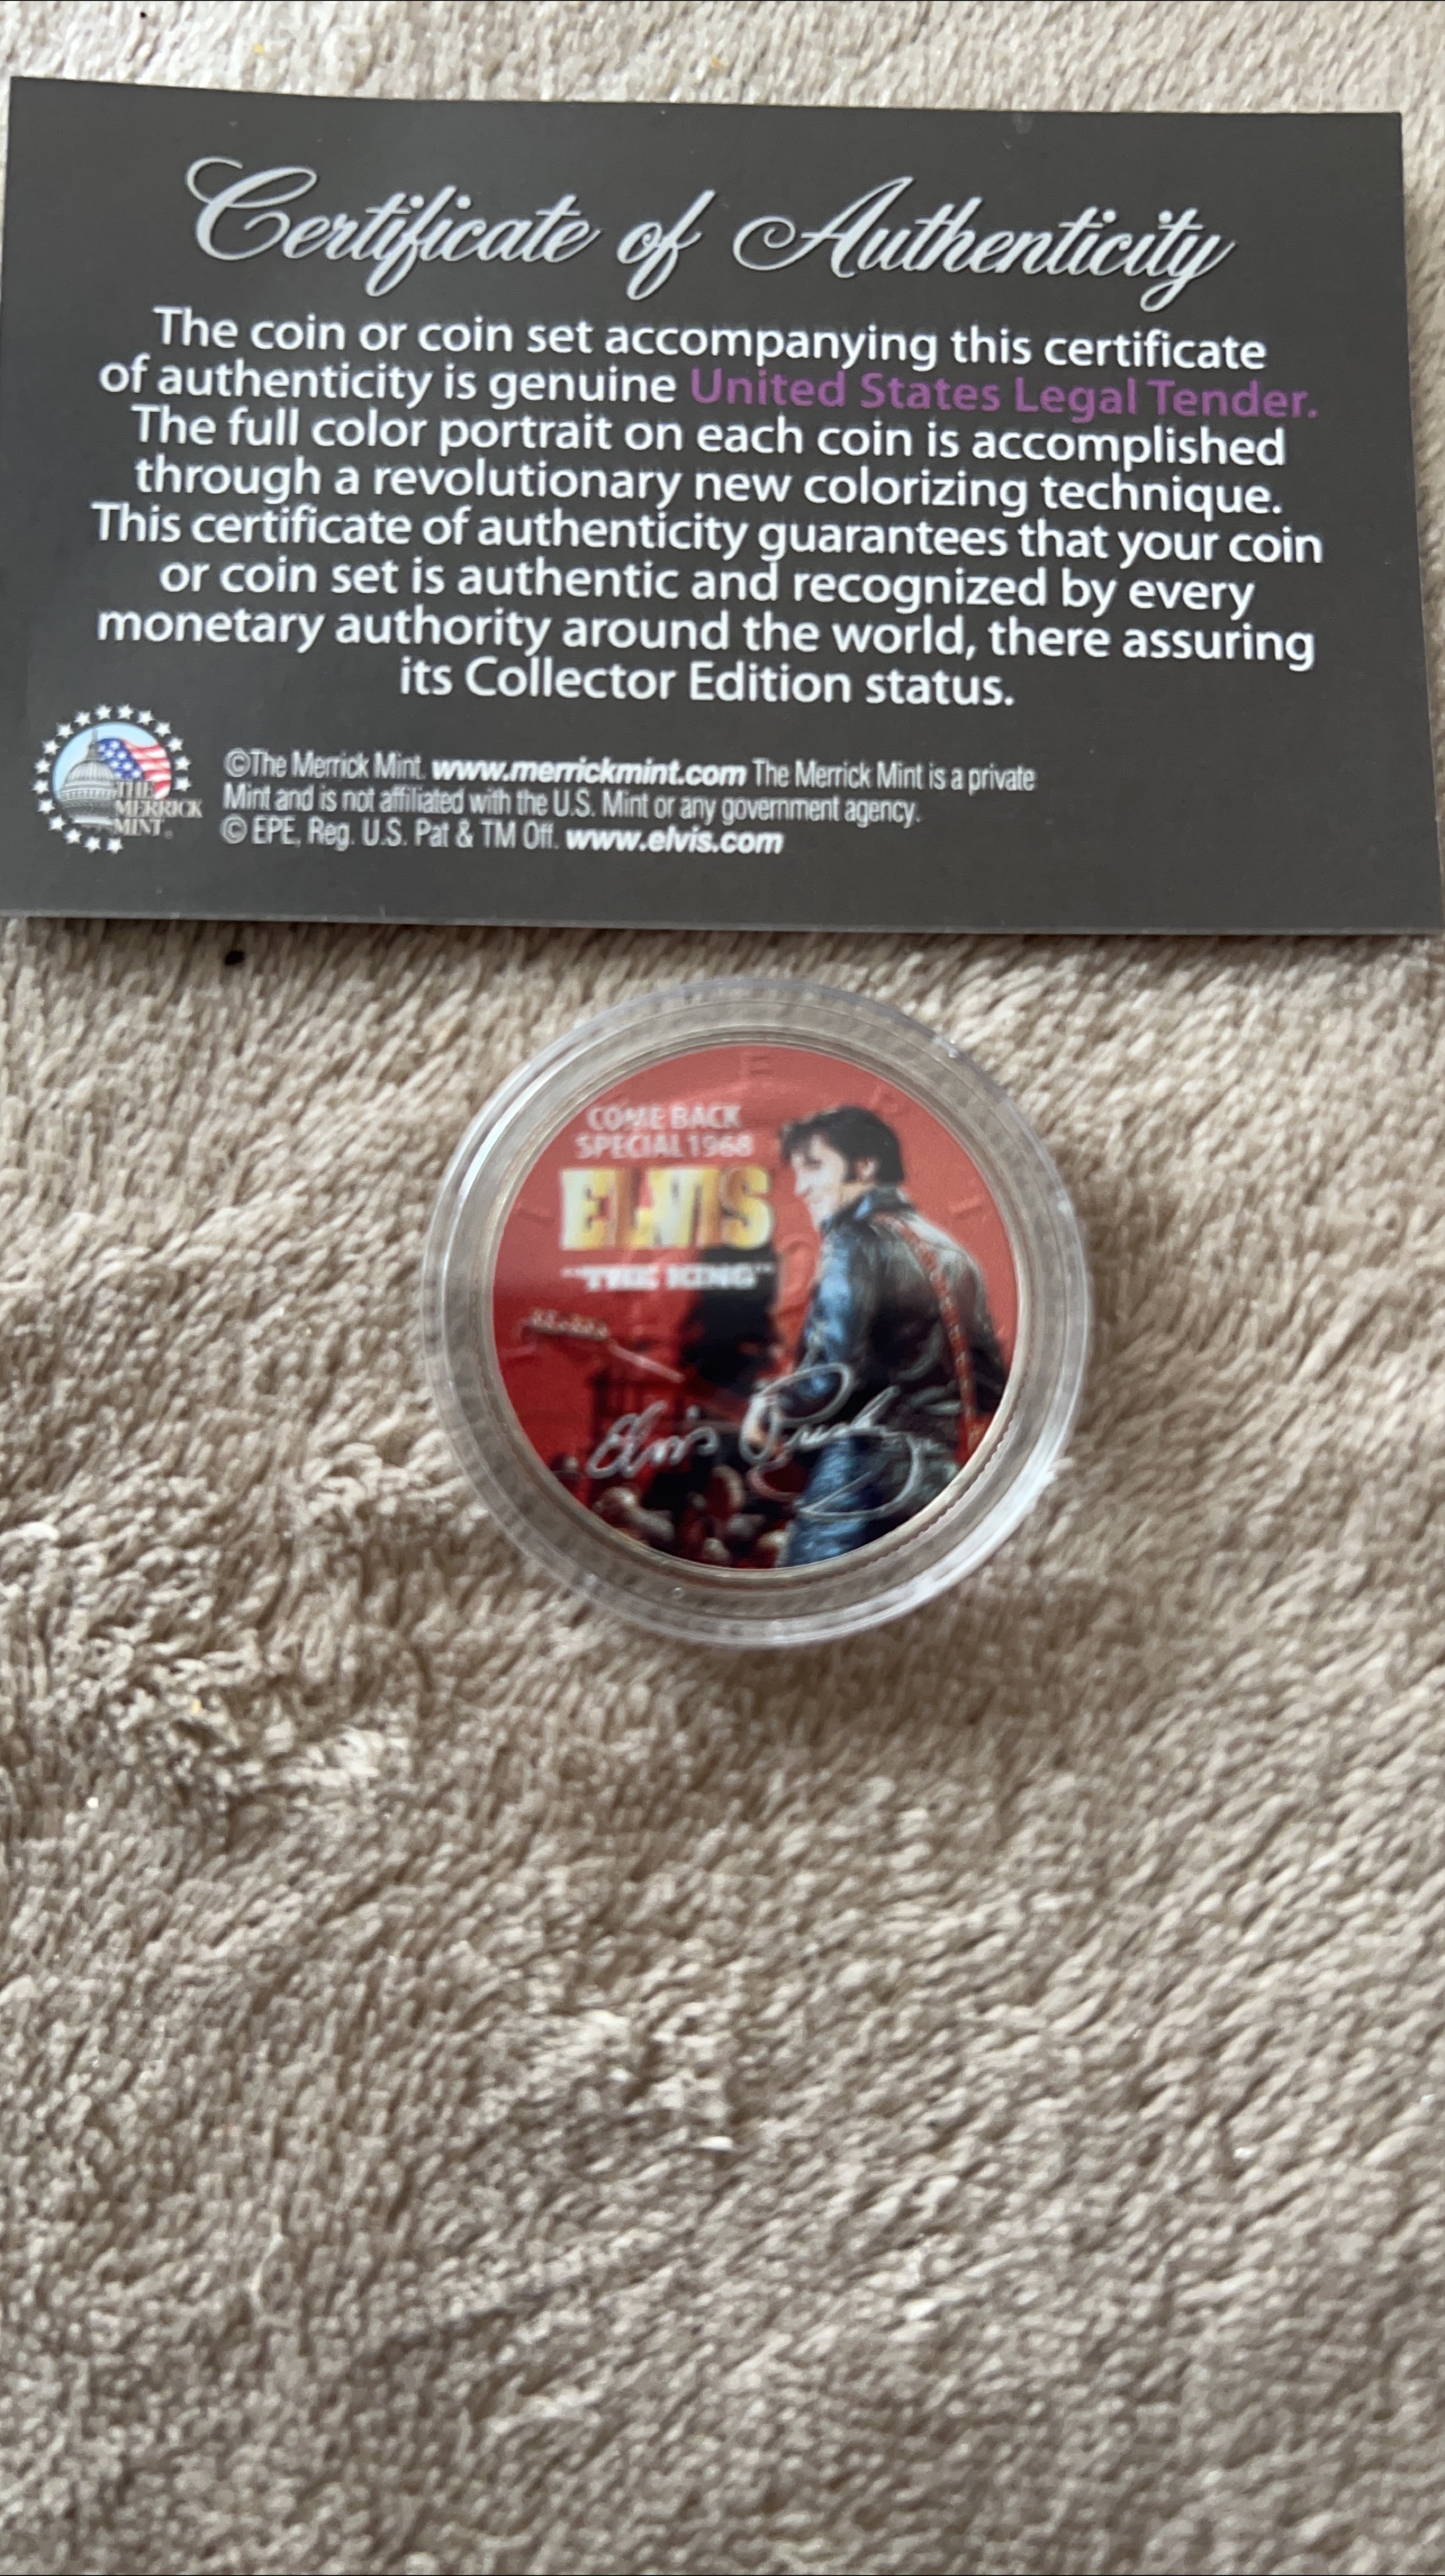 Certificate of Authenticity
The coin or coin set accompanying this certificate
of authenticity is genuine United States Legal Tender.
The full color portrait on each coin is accomplished
through a revolutionary new colorizing technique.
This certificate of authenticity guarantees that your coin
or coin set is authentic and recognized by every
monetary authority around the world, there assuring
its Collector Edition status.
THE
MERRICK
MINT
©The Merrick Mint. www.merrickmint.com The Merrick Mint is a private
Mint and is not affiliated with the U.S. Mint or any government agency.
© EPE, Reg. U.S. Pat & TM Off. www.elvis.com
COME BACK
SPECIAL 1968
ELVIS
"THE KING"
Elvis Presley